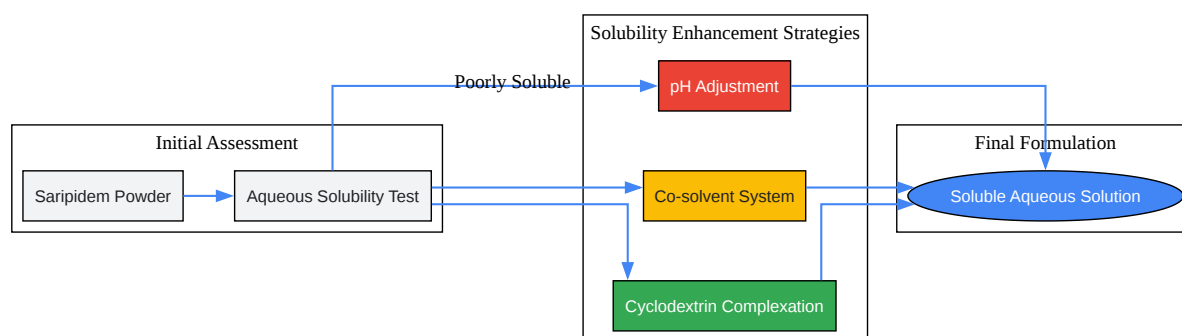 Solubility Enhancement Strategies
Poorly Soluble
pH Adjustment
Initial Assessment
Final Formulation
Saripidem Powder
Aqueous Solubility Test
Co-solvent System
Soluble Aqueous Solution
Cyclodextrin Complexation